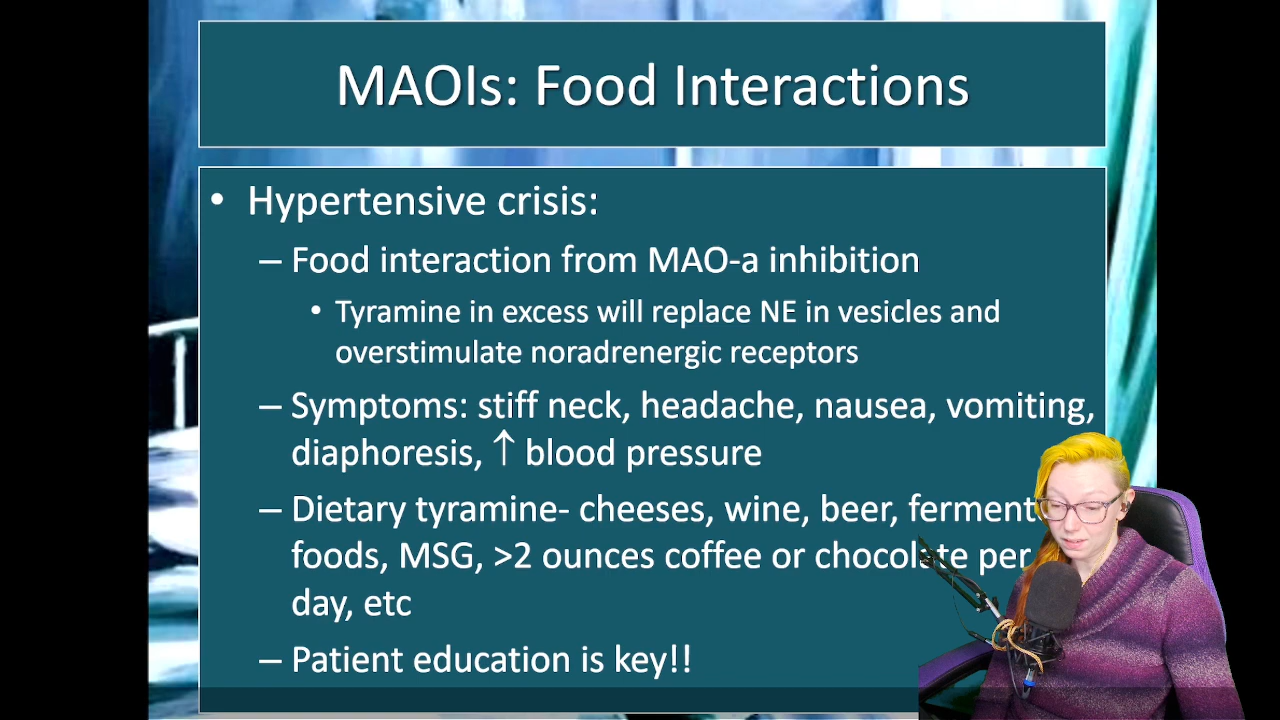 MAOIs: Food Interactions
• Hypertensive crisis:
– Food interaction from MAO-a inhibition
• Tyramine in excess will replace NE in vesicles and
overstimulate noradrenergic receptors
– Symptoms: stiff neck, headache, nausea, vomiting,
diaphoresis, ↑ blood pressure
– Dietary tyramine- cheeses, wine, beer,
foods, MSG, >2 ounces coffee or chocolate per
day, etc
– Patient education is key!!